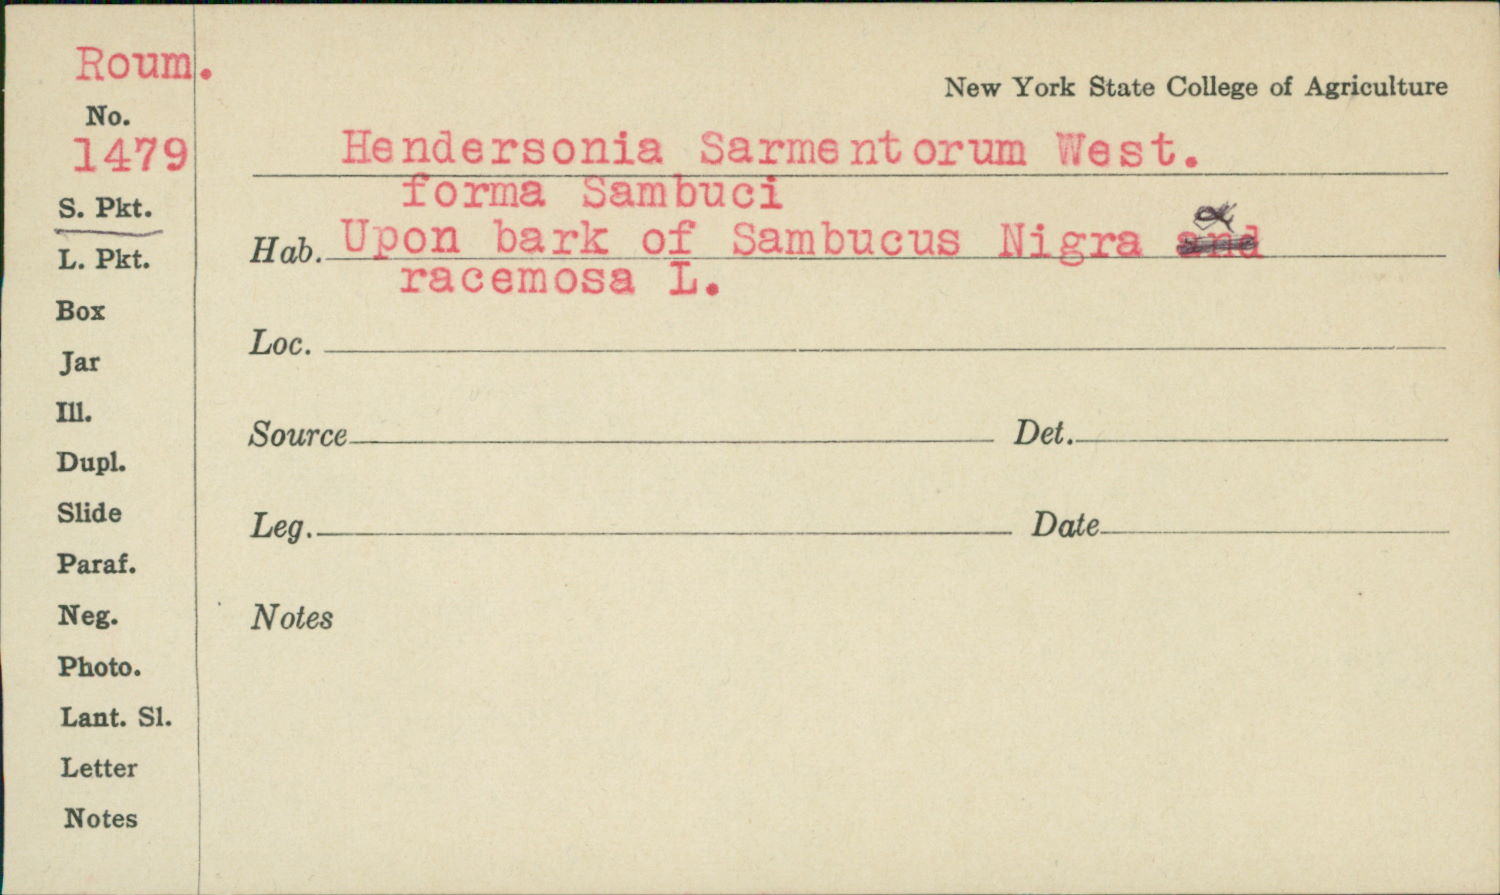 Roum.
New York State College of Agriculture
No.
1479
Hendersonia Sarmentorum West.
forma Sambuci
S. Pkt.
Hab. Upon bark of Sambucus Nigra and
racemosa L.
L. Pkt.
Box
Loc.
Jar
Ill.
Source Det.
Dupl.
Slide
Leg. Date
Paraf.
Neg.
Notes
Photo.
Lant. Sl.
Letter
Notes